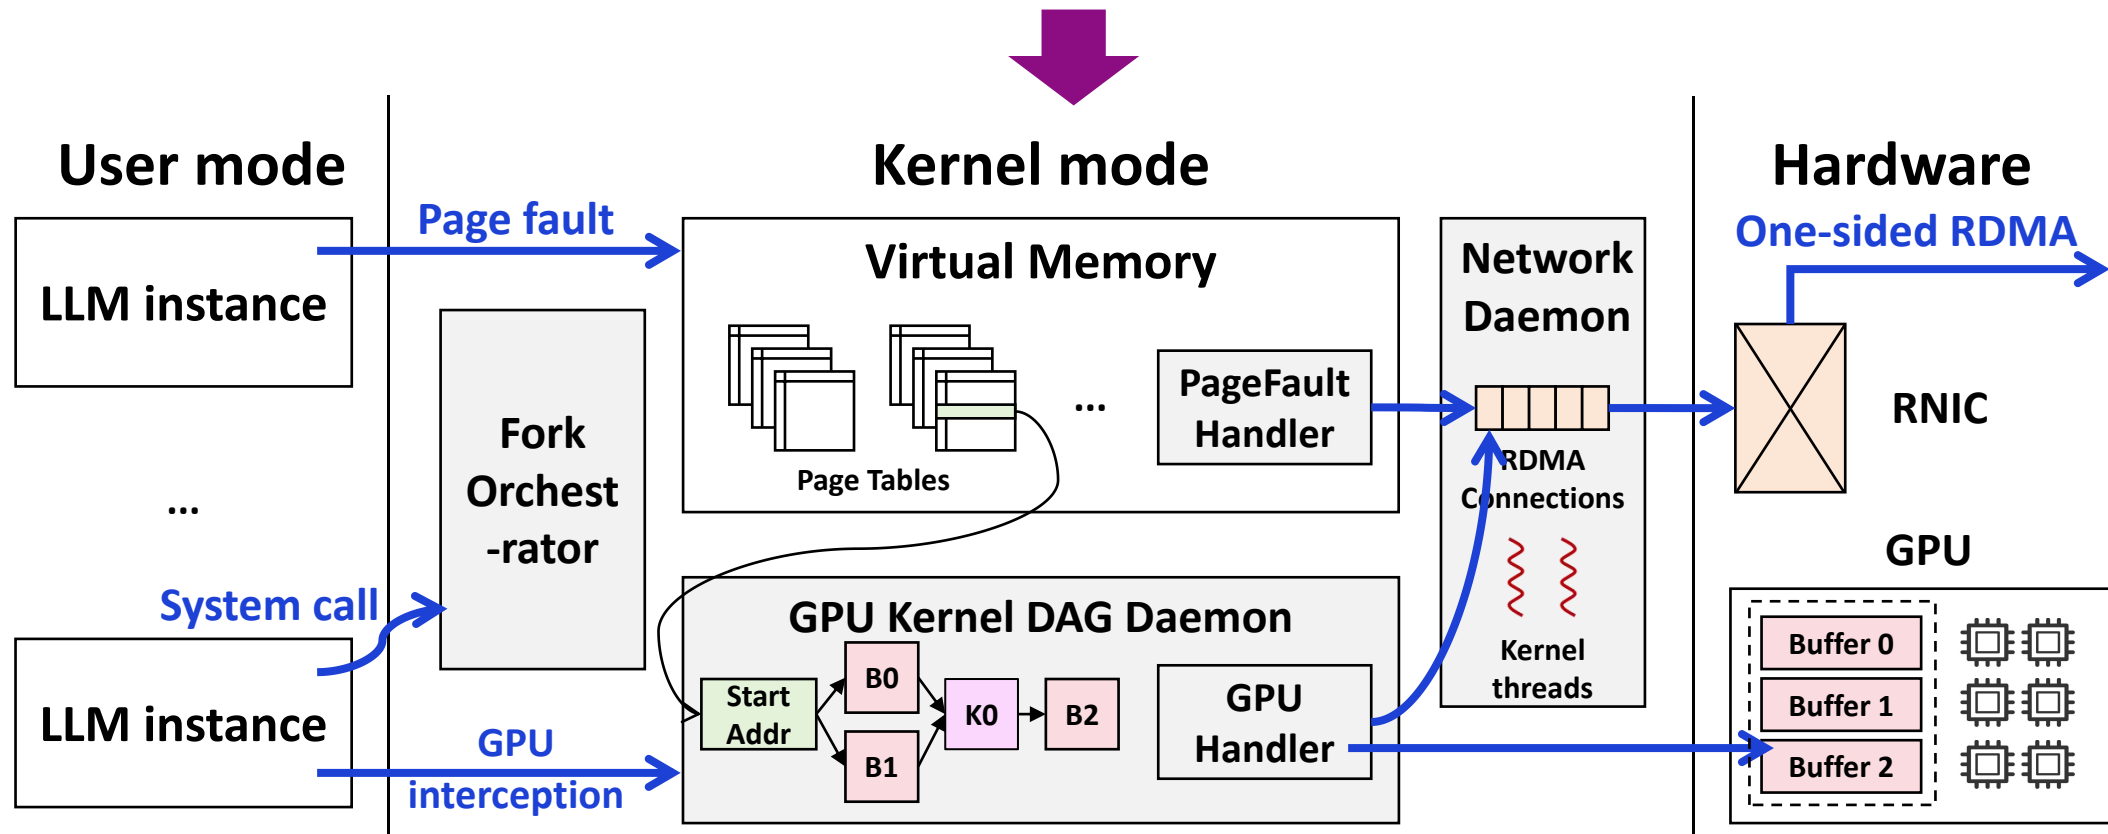 User mode
Kernel mode
Hardware
Page fault
One-sided RDMA
LLM instance
Virtual Memory
Network
Daemon
...
PageFault
Handler
Page Tables
RDMA
Connections
RNIC
Fork
Orchest
-rator
...
Kernel
threads
GPU
System call
GPU Kernel DAG Daemon
LLM instance
Start
Addr
B0
B1
K0
B2
GPU
Handler
GPU
interception
Buffer 0
Buffer 1
Buffer 2